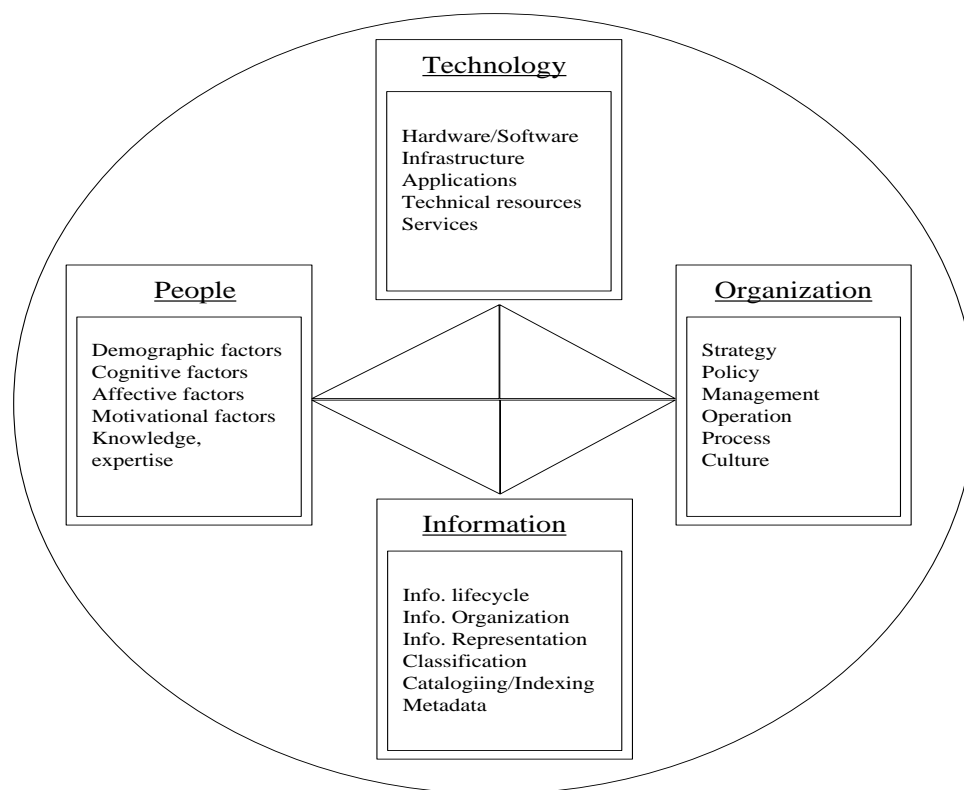 Technology
Hardware/Software
Infrastructure
Applications
Technical resources
Services
People
Demographic factors
Cognitive factors
Affective factors
Motivational factors
Knowledge,
expertise
Organization
Strategy
Policy
Management
Operation
Process
Culture
Information
Info. lifecycle
Info. Organization
Info. Representation
Classification
Catalogiing/Indexing
Metadata